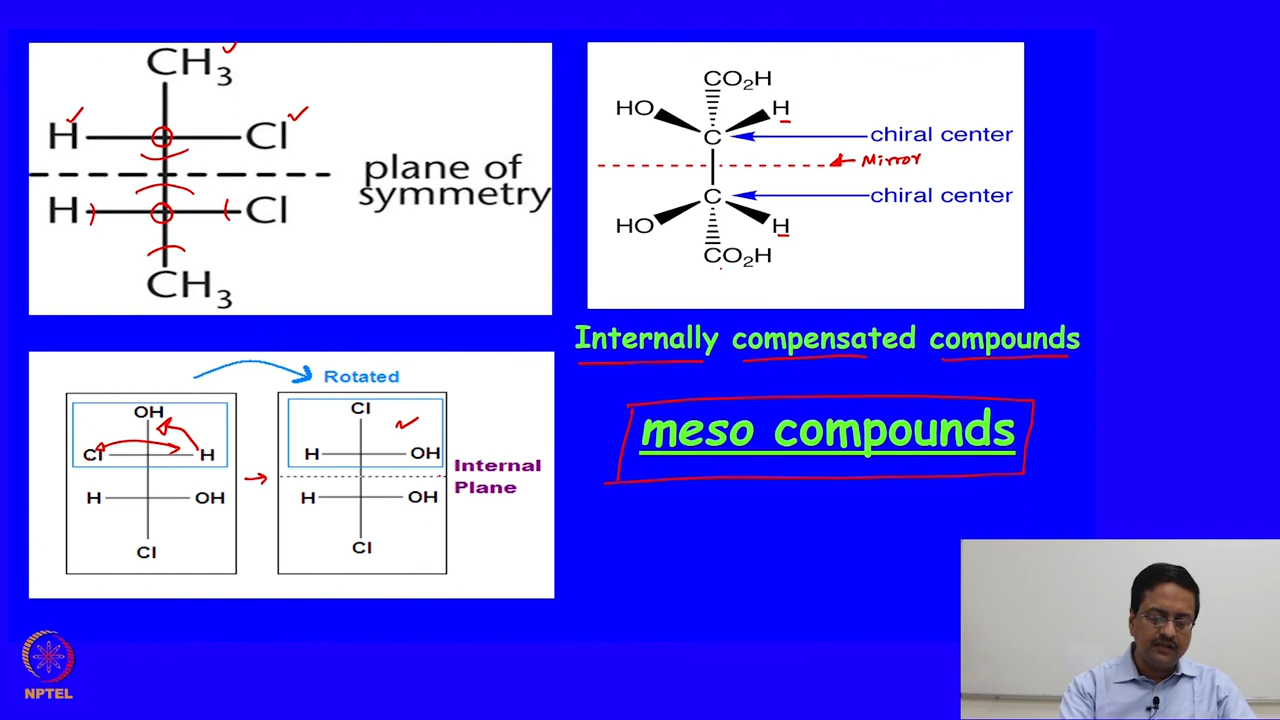 CH3
H Cl
plane of
symmetry
H Cl
CH3
CO2H
HO H
C chiral center
Mirror
C chiral center
HO H
CO2H
Internally compensated compounds
meso compounds
Rotated
OH
Cl H
H OH
Cl
Cl
H OH
Internal
Plane
H OH
Cl
NPTEL